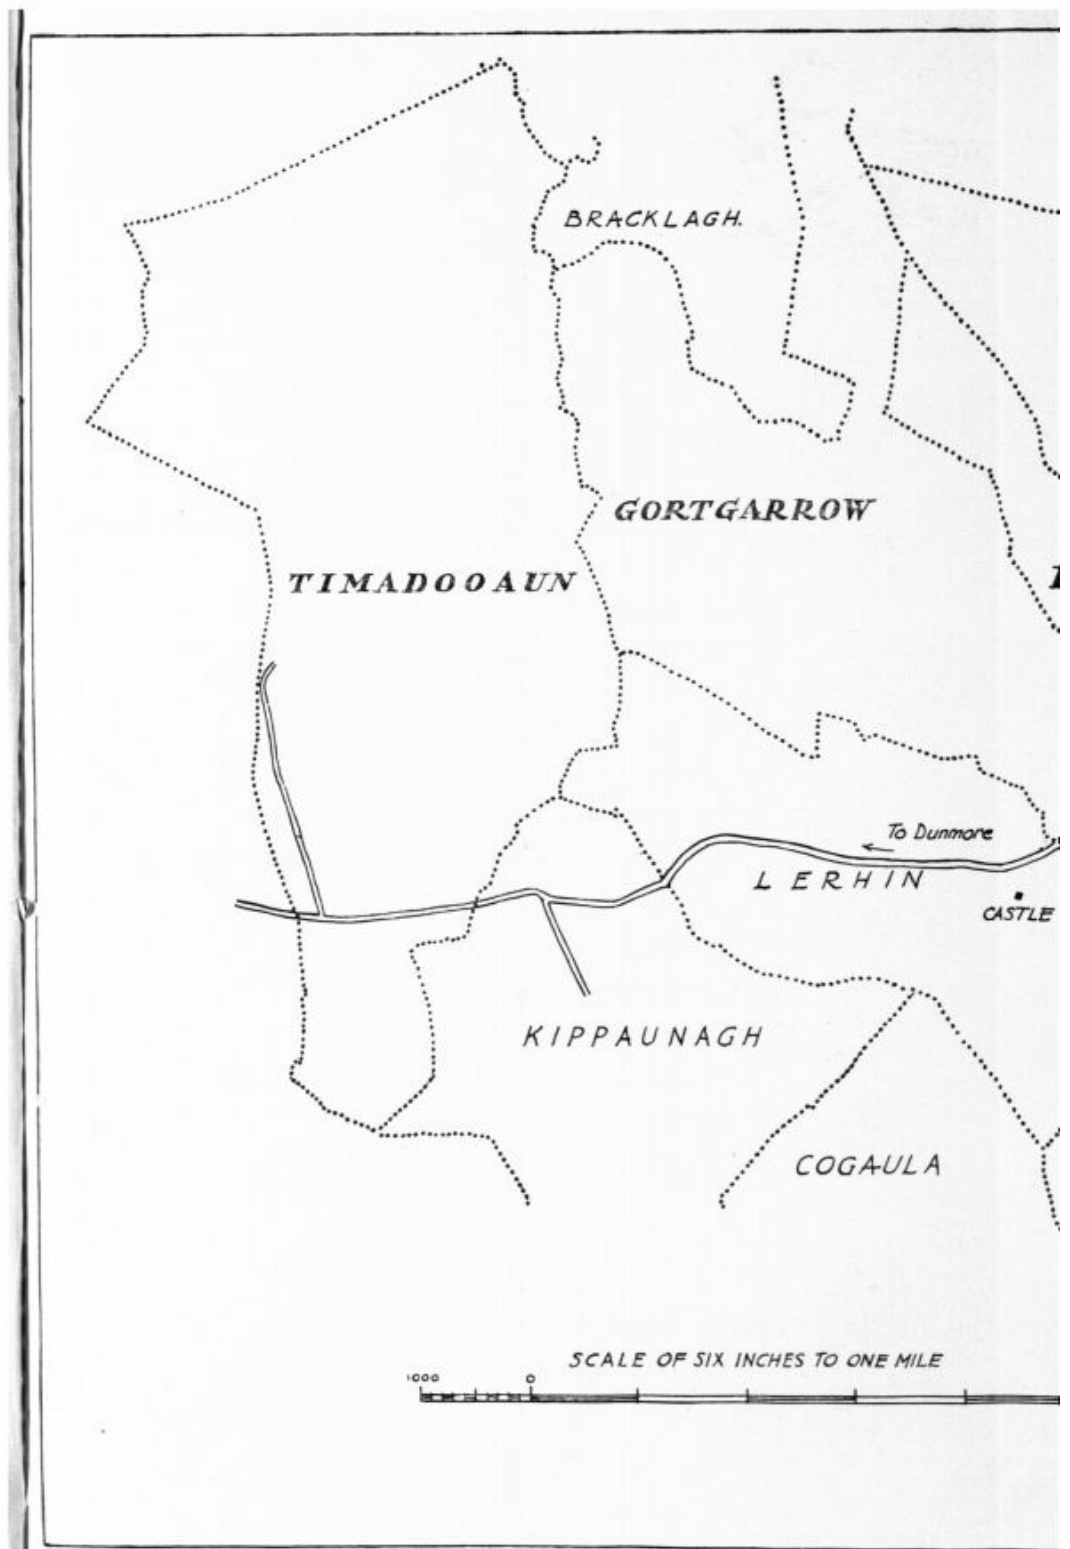 BRACKLAGH.
GORTGARROW
TIMADOOAUN
To Dunmore
LERHIN
CASTLE
KIPPAUNAGH
COGAULA
SCALE OF SIX INCHES TO ONE MILE
1000 0